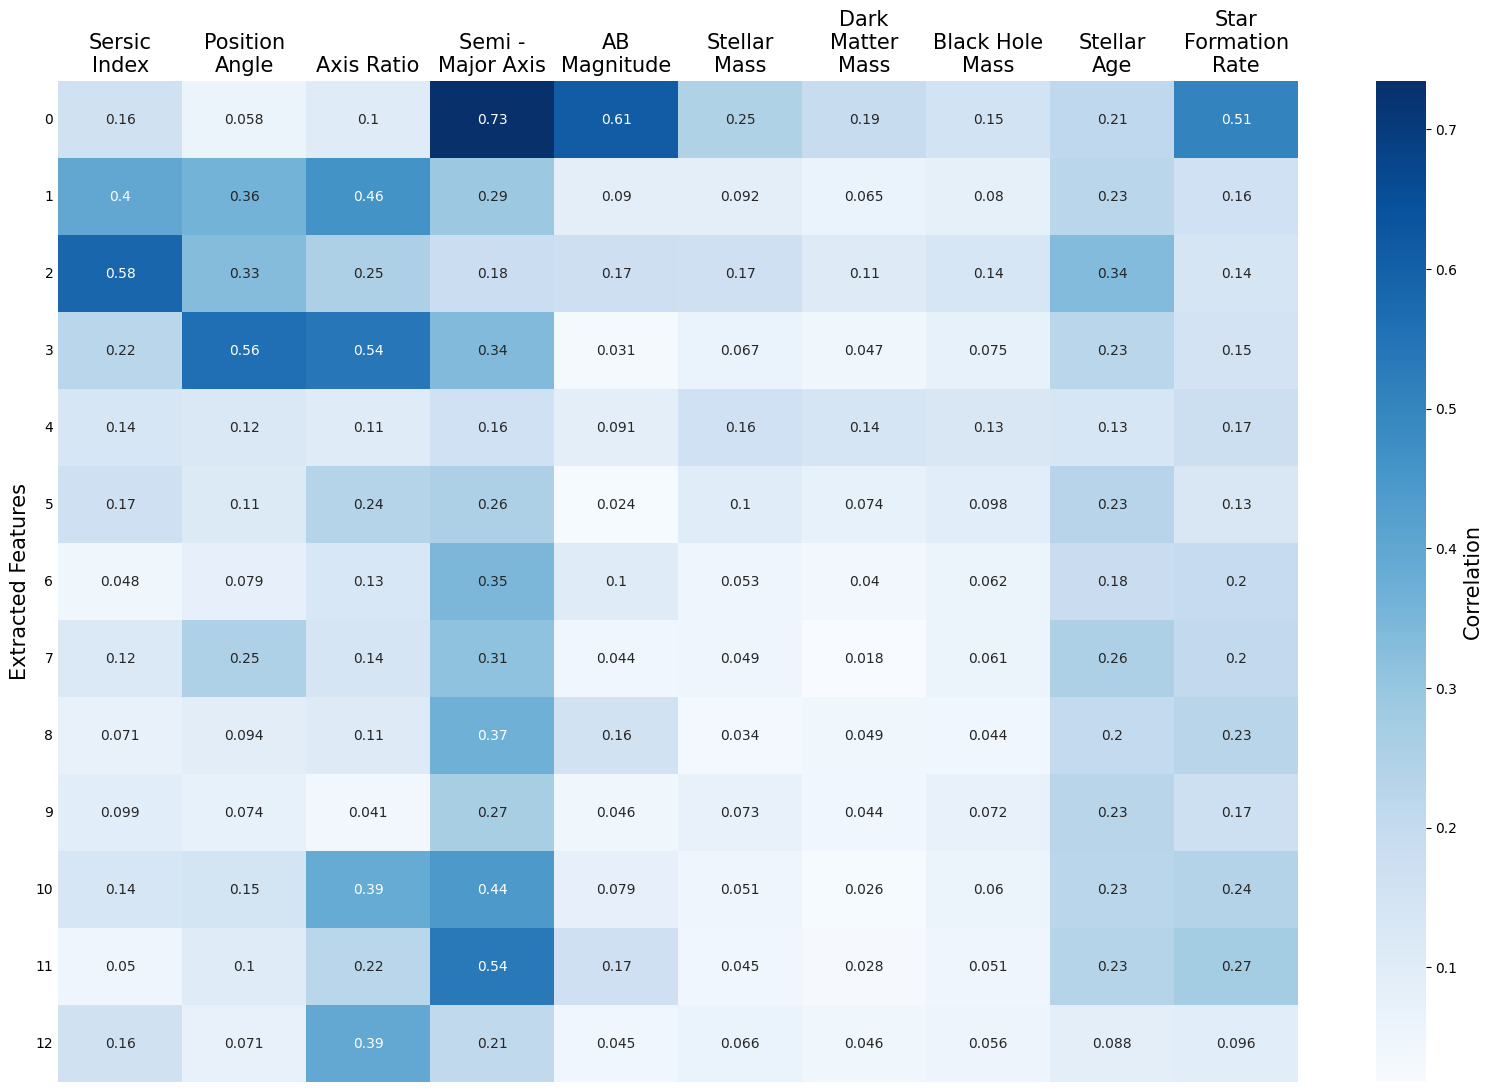 Sersic
Index
Position
Angle
Axis Ratio
Semi -
Major Axis
AB
Magnitude
Stellar
Mass
Dark
Matter
Mass
Black Hole
Mass
Stellar
Age
Star
Formation
Rate
0 0.16 0.058 0.1 0.73 0.61 0.25 0.19 0.15 0.21 0.51
1 0.4 0.36 0.46 0.29 0.09 0.092 0.065 0.08 0.23 0.16
2 0.58 0.33 0.25 0.18 0.17 0.17 0.11 0.14 0.34 0.14
3 0.22 0.56 0.54 0.34 0.031 0.067 0.047 0.075 0.23 0.15
4 0.14 0.12 0.11 0.16 0.091 0.16 0.14 0.13 0.13 0.17
5 0.17 0.11 0.24 0.26 0.024 0.1 0.074 0.098 0.23 0.13
6 0.048 0.079 0.13 0.35 0.1 0.053 0.04 0.062 0.18 0.2
7 0.12 0.25 0.14 0.31 0.044 0.049 0.018 0.061 0.26 0.2
8 0.071 0.094 0.11 0.37 0.16 0.034 0.049 0.044 0.2 0.23
9 0.099 0.074 0.041 0.27 0.046 0.073 0.044 0.072 0.23 0.17
10 0.14 0.15 0.39 0.44 0.079 0.051 0.026 0.06 0.23 0.24
11 0.05 0.1 0.22 0.54 0.17 0.045 0.028 0.051 0.23 0.27
12 0.16 0.071 0.39 0.21 0.045 0.066 0.046 0.056 0.088 0.096
Extracted Features
0.7
0.6
0.5
0.4
0.3
0.2
0.1
Correlation